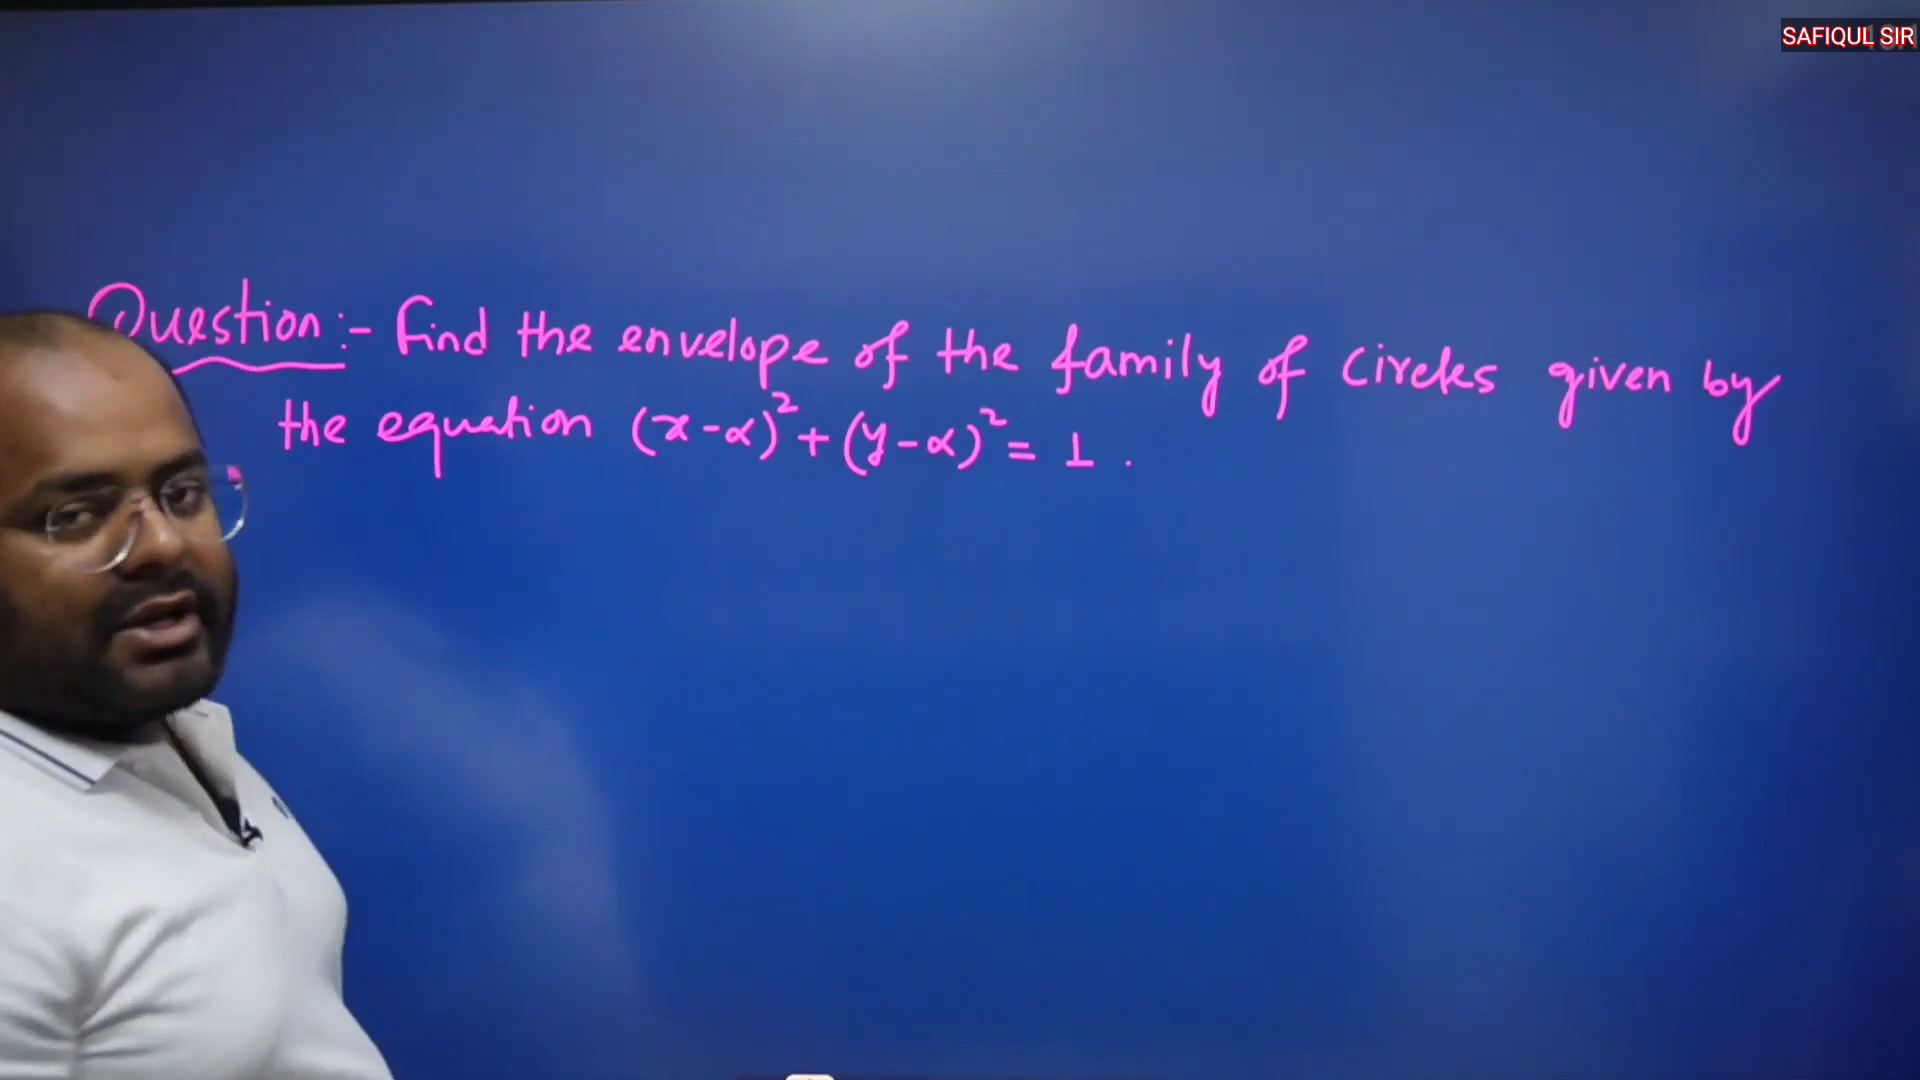 SAFIQUL SIR
Question:- Find the envelope of the family of circles given by
the equation (x-α)²+(y-α)²= 1 .